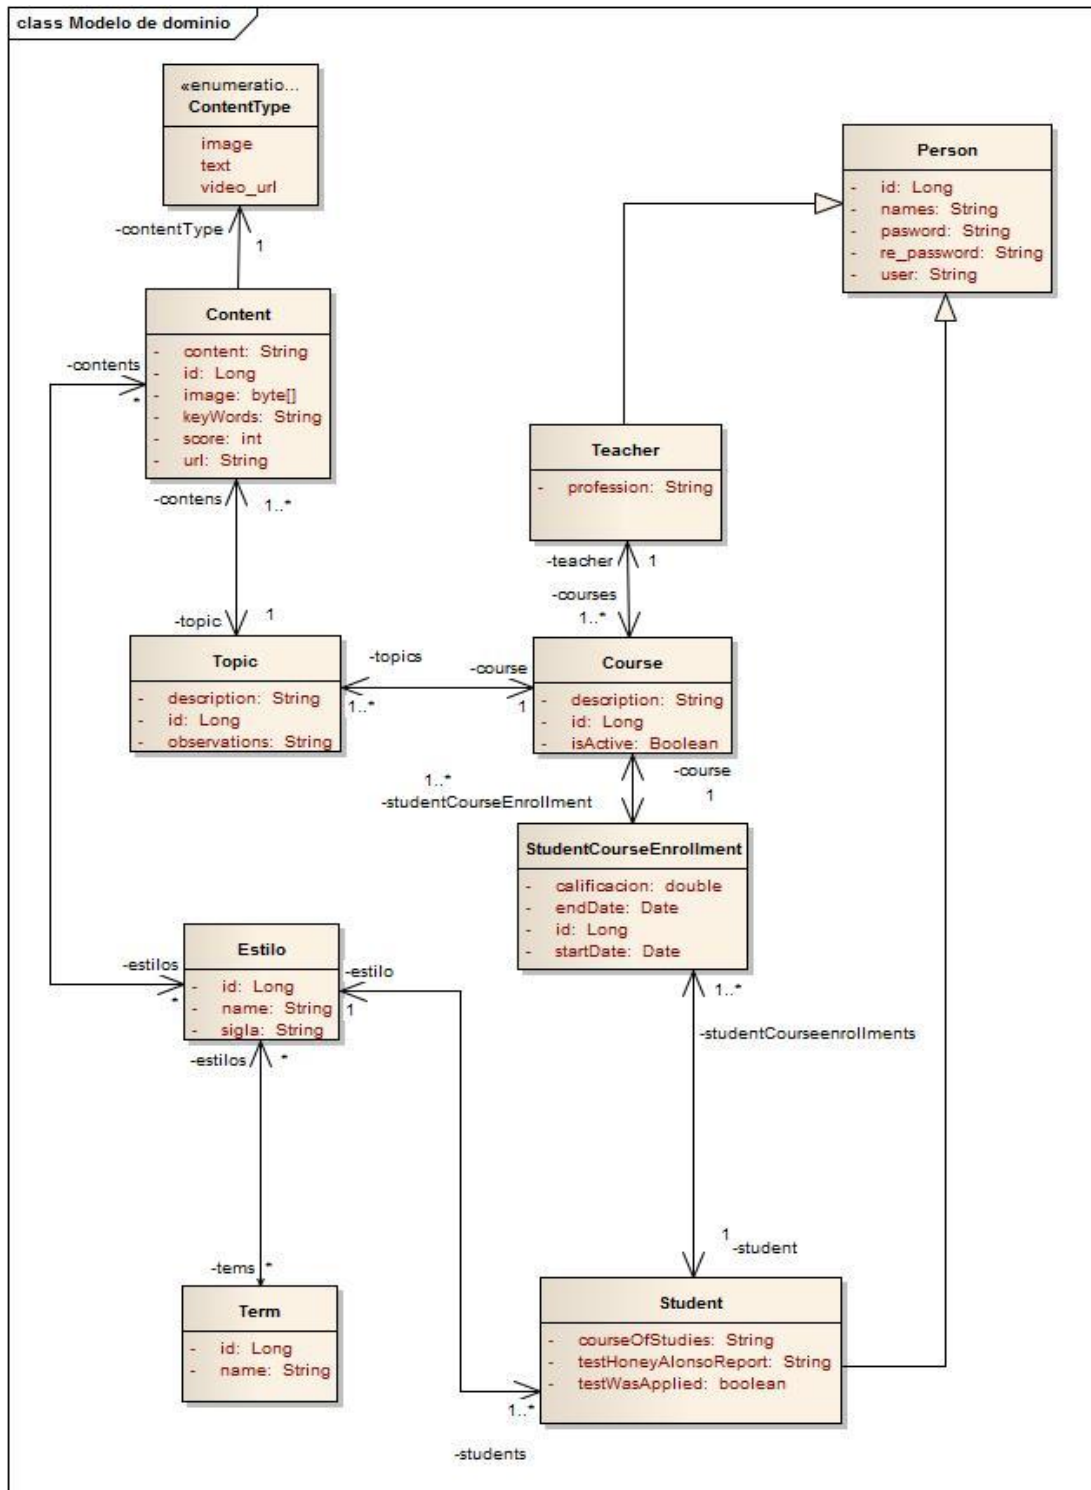 class Modelo de dominio
«enumeratio...
ContentType
image
text
video_url
-contentType
1
Person
- id: Long
- names: String
- pasword: String
- re_password: String
- user: String
Content
- content: String
- id: Long
- image: byte[]
- keyWords: String
- score: int
- url: String
-contents
*
-contens
1..*
Teacher
- profession: String
-teacher
1
-courses
1..*
-topic
1
Topic
- description: String
- id: Long
- observations: String
-topics
1..*
-course
1
Course
- description: String
- id: Long
- isActive: Boolean
1..*
-studentCourseEnrollment
-course
1
StudentCourseEnrollment
- calificacion: double
- endDate: Date
- id: Long
- startDate: Date
-estilos
*
Estilo
- id: Long
- name: String
- sigla: String
-estilo
1
-estilos
*
1..*
-studentCourseenrollments
1
-student
-tems
*
Term
- id: Long
- name: String
Student
- courseOfStudies: String
- testHoneyAlonsoReport: String
- testWasApplied: boolean
1..*
-students